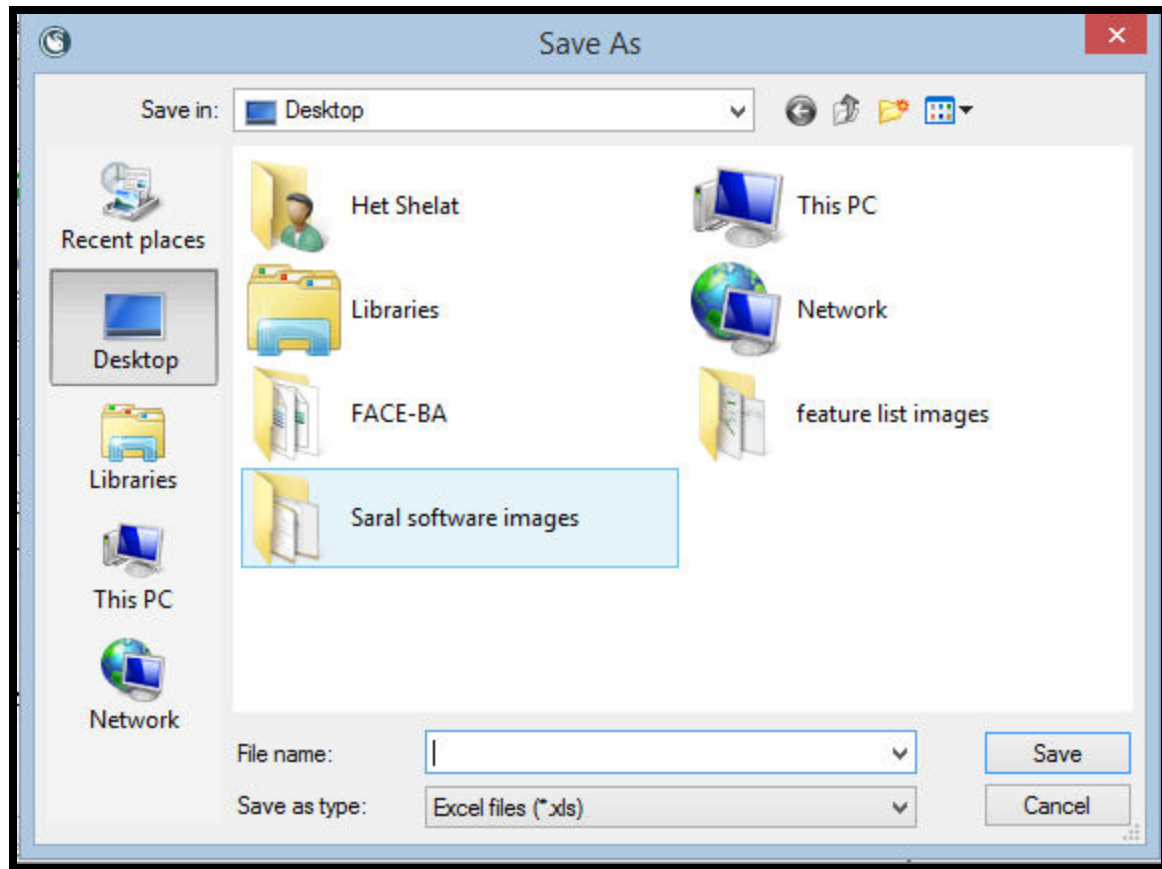 Save As
Save in: Desktop
Recent places
Desktop
Libraries
This PC
Network
Het Shelat
This PC
Libraries
Network
FACE-BA
feature list images
Saral software images
File name:
Save
Save as type: Excel files (*.xls)
Cancel